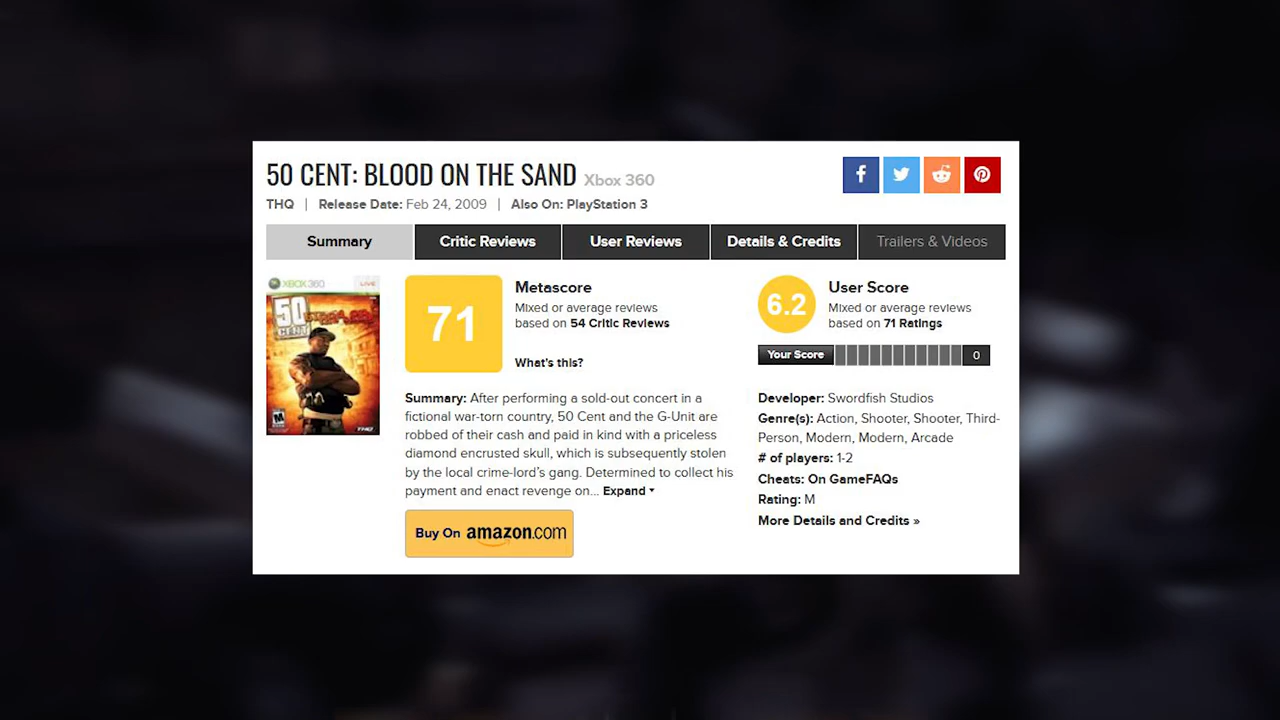 50 CENT: BLOOD ON THE SAND Xbox 360
THQ | Release Date: Feb 24, 2009 | Also On: PlayStation 3
Summary Critic Reviews User Reviews Details & Credits Trailers & Videos
XBOX 360 LIVE
50
CENT
M
THQ
71
Metascore
Mixed or average reviews
based on 54 Critic Reviews
What's this?
Summary: After performing a sold-out concert in a
fictional war-torn country, 50 Cent and the G-Unit are
robbed of their cash and paid in kind with a priceless
diamond encrusted skull, which is subsequently stolen
by the local crime-lord's gang. Determined to collect his
payment and enact revenge on... Expand
Buy On amazon.com
6.2
User Score
Mixed or average reviews
based on 71 Ratings
Your Score 0
Developer: Swordfish Studios
Genre(s): Action, Shooter, Shooter, Third-
Person, Modern, Modern, Arcade
# of players: 1-2
Cheats: On GameFAQs
Rating: M
More Details and Credits »